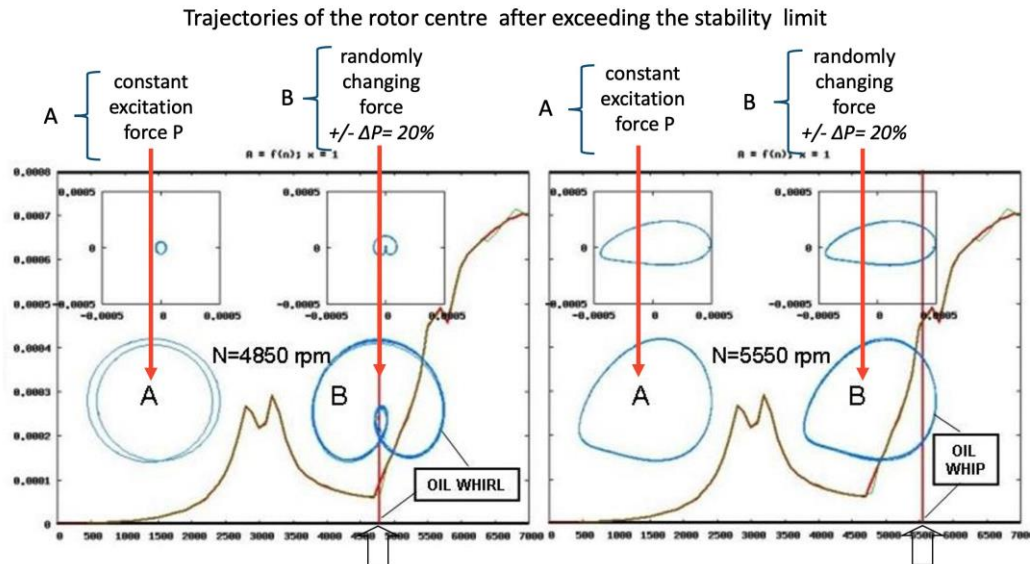 Trajectories of the rotor centre after exceeding the stability limit
A
constant
excitation
force P
B
randomly
changing
force
+/- ΔP= 20%
A
constant
excitation
force P
B
randomly
changing
force
+/- ΔP= 20%
A = f(n); x = 1
0,0008
0,0007
0,0006
0,0005
0,0004
0,0003
0,0002
0,0001
0
0 500 1000 1500 2000 2500 3000 3500 4000 4500 5000 5500 6000 6500 7000
0,0005
0
-0,0005
-0,0005 0 0,0005
0,0005
0
-0,0005
-0,0005 0 0,0005
N=4850 rpm
A
B
OIL WHIRL
A = f(n); x = 1
0 500 1000 1500 2000 2500 3000 3500 4000 4500 5000 5500 6000 6500 7000
0,0005
0
-0,0005
-0,0005 0 0,0005
0,0005
0
-0,0005
-0,0005 0 0,0005
N=5550 rpm
A
B
OIL
WHIP